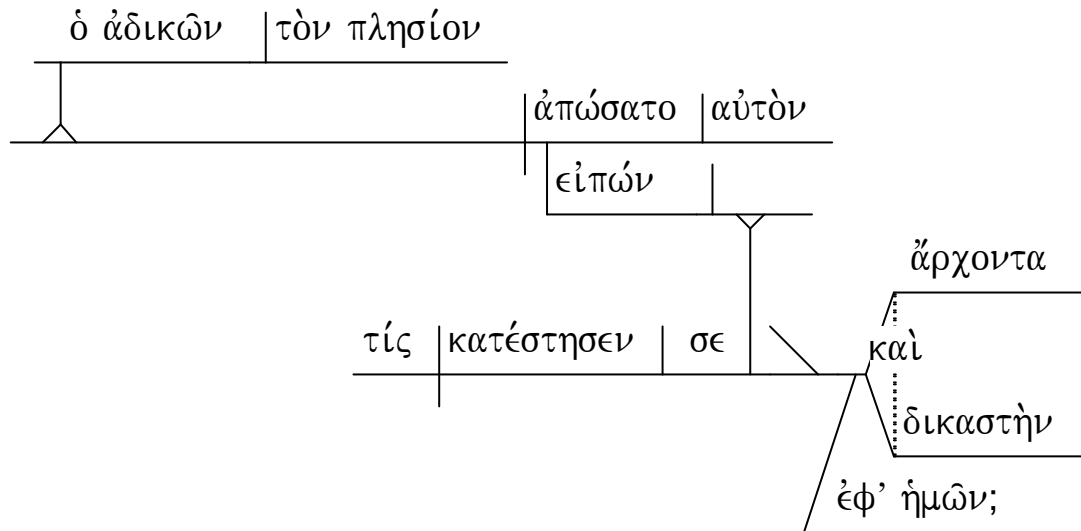 ὁ ἀδικῶν τὸν πλησίον
ἀπώσατο αὐτὸν
εἰπών
ἄρχοντα
τίς κατέστησεν σε καὶ
δικαστὴν
ἐφ’ ἡμῶν;